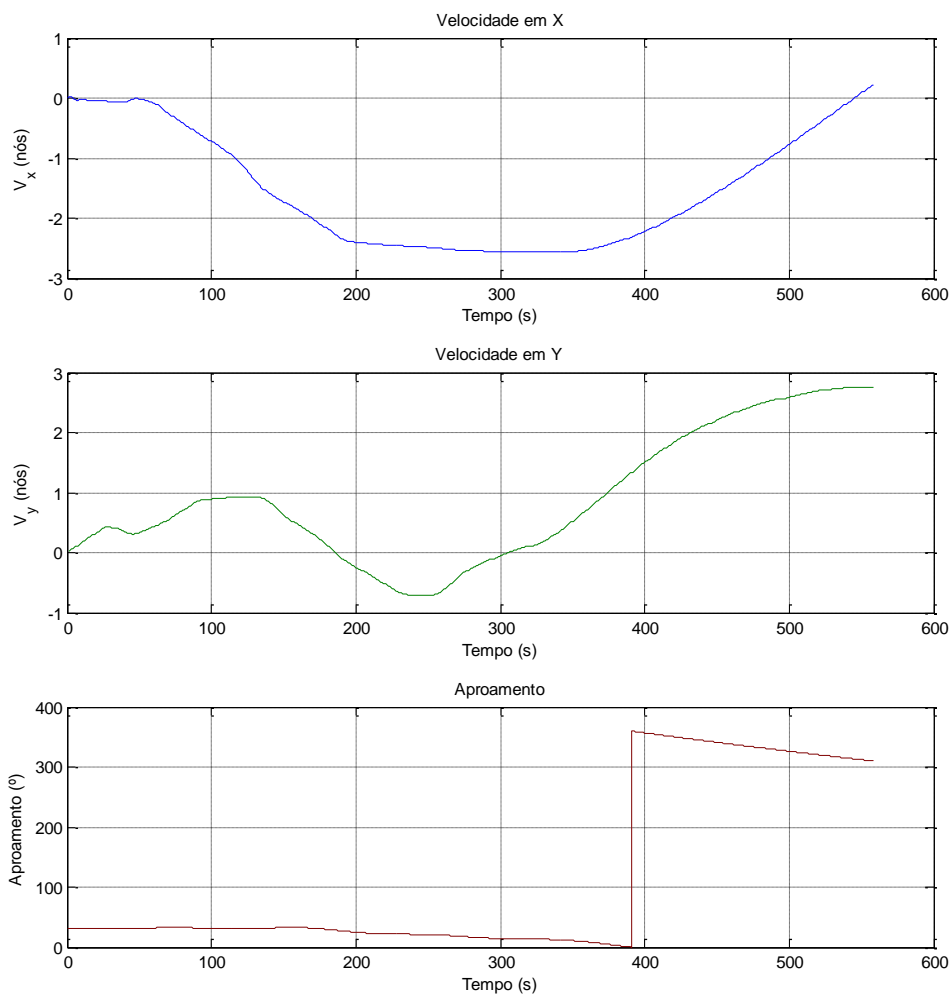 Velocidade em X
1
0
-1
-2
-3
V_x (nós)
0 100 200 300 400 500 600
Tempo (s)
Velocidade em Y
3
2
1
0
-1
V_y (nós)
0 100 200 300 400 500 600
Tempo (s)
Aproamento
400
300
200
100
0
Aproamento (º)
0 100 200 300 400 500 600
Tempo (s)